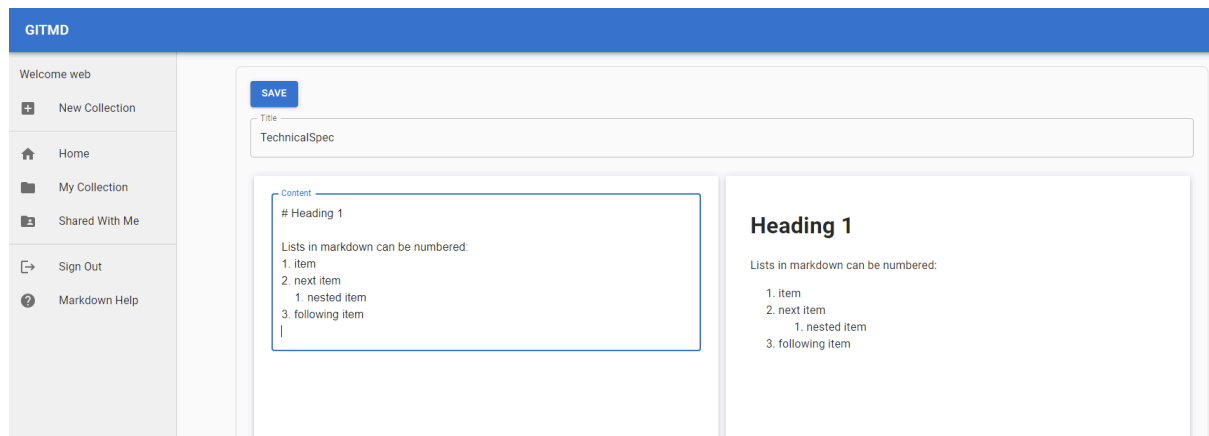 GITMD
Welcome web
New Collection
Home
My Collection
Shared With Me
Sign Out
Markdown Help
SAVE
Title
TechnicalSpec
Content
# Heading 1
Lists in markdown can be numbered:
1. item
2. next item
1. nested item
3. following item
Heading 1
Lists in markdown can be numbered:
1. item
2. next item
1. nested item
3. following item